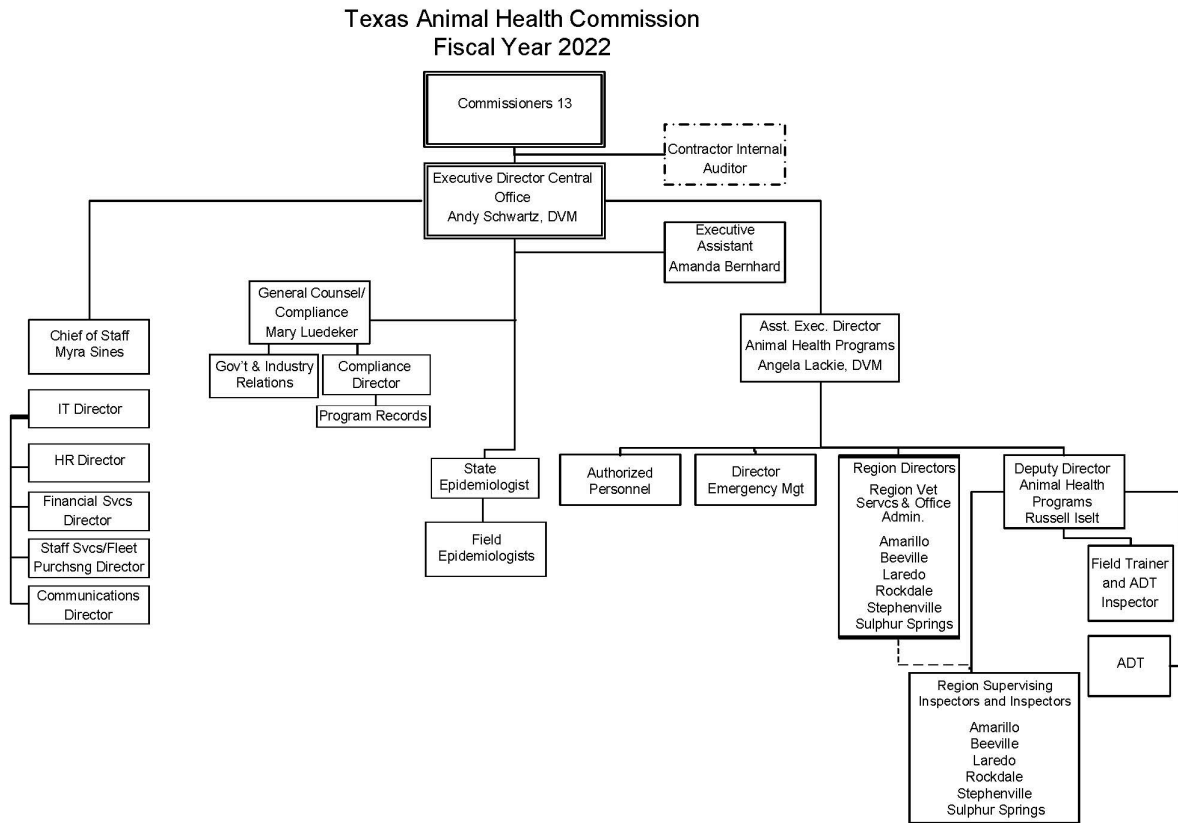 Texas Animal Health Commission
Fiscal Year 2022
Commissioners 13
Contractor Internal
Auditor
Executive Director Central
Office
Andy Schwartz, DVM
Executive
Assistant
Amanda Bernhard
General Counsel/
Compliance
Mary Luedeker
Chief of Staff
Myra Sines
Asst. Exec. Director
Animal Health Programs
Angela Lackie, DVM
Gov't & Industry
Relations
Compliance
Director
Program Records
IT Director
HR Director
Financial Svcs
Director
Staff Svcs/Fleet
Purchsng Director
Communications
Director
State
Epidemiologist
Field
Epidemiologists
Authorized
Personnel
Director
Emergency Mgt
Region Directors
Region Vet
Servcs & Office
Admin.
Amarillo
Beeville
Laredo
Rockdale
Stephenville
Sulphur Springs
Deputy Director
Animal Health
Programs
Russell Iselt
Field Trainer
and ADT
Inspector
ADT
Region Supervising
Inspectors and Inspectors
Amarillo
Beeville
Laredo
Rockdale
Stephenville
Sulphur Springs